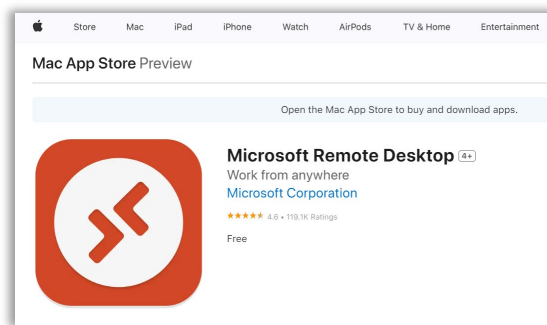 Store Mac iPad iPhone Watch AirPods TV & Home Entertainment
Mac App Store Preview
Open the Mac App Store to buy and download apps.
Microsoft Remote Desktop 4+
Work from anywhere
Microsoft Corporation
★★★★★ 4.6 • 119.1K Ratings
Free